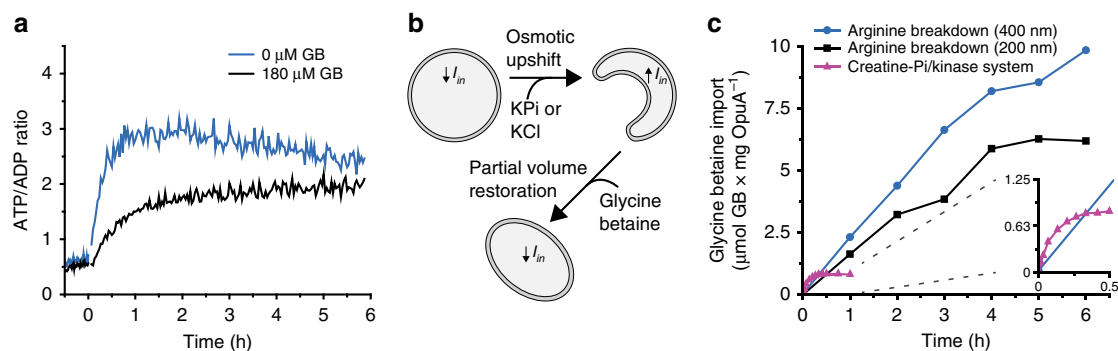 a
ATP/ADP ratio
4
3
2
1
0
0 1 2 3 4 5 6
Time (h)
0 μM GB
180 μM GB
b
↓ I_in
Osmotic
upshift
KPi or
KCl
↑ I_in
Partial volume
restoration
Glycine
betaine
↓ I_in
c
Arginine breakdown (400 nm)
Arginine breakdown (200 nm)
Creatine-Pi/kinase system
Glycine betaine import
(μmol GB × mg OpuA⁻¹)
10
7.5
5
2.5
0
0 1 2 3 4 5 6
Time (h)
1.25
0.63
0
0 0.5